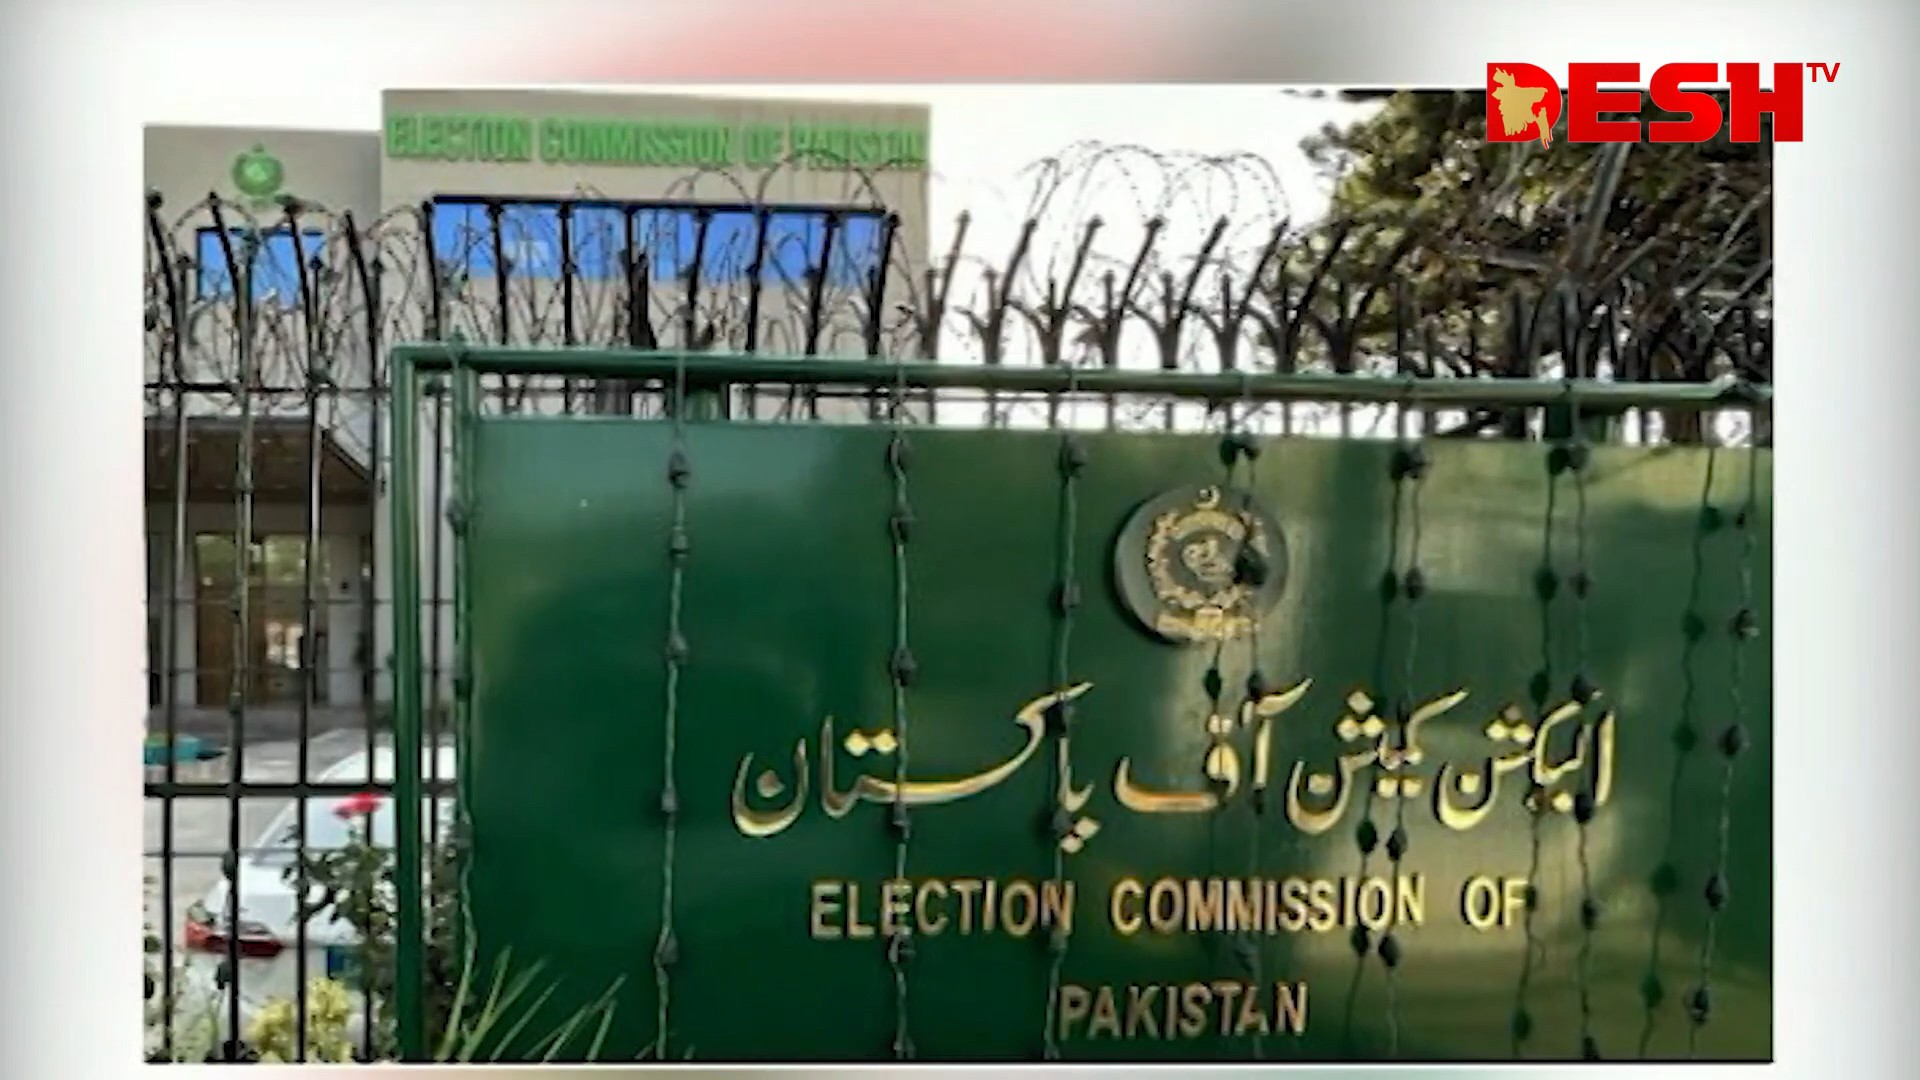 DESH TV
ELECTION COMMISSION OF PAKISTAN
الیکشن کمیشن آف پاکستان
ELECTION COMMISSION OF
PAKISTAN